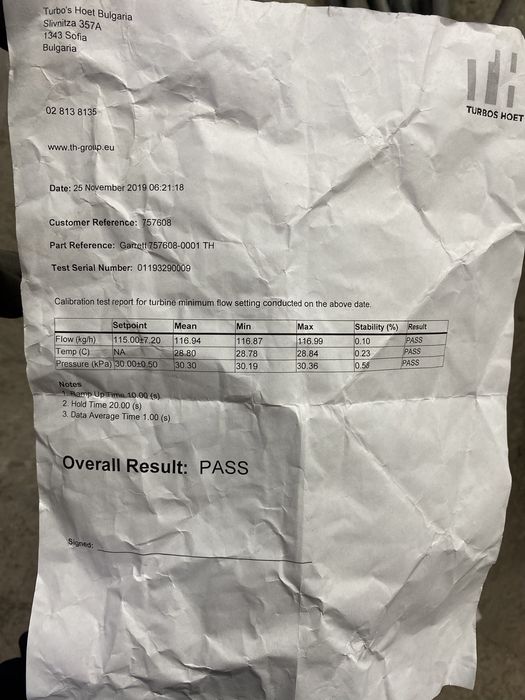 Turbo's Hoet Bulgaria
Slivnitza 357A
1343 Sofia
Bulgaria
TURBOS HOET
02 813 8135
www.th-group.eu
Date: 25 November 2019 06:21:18
Customer Reference: 757608
Part Reference: Garrett 757608-0001 TH
Test Serial Number: 01193290009
Calibration test report for turbine minimum flow setting conducted on the above date.
Setpoint Mean Min Max Stability (%) Result
Flow (kg/h) 115.00±7.20 116.94 116.87 116.99 0.10 PASS
Temp (C) NA 28.80 28.78 28.84 0.23 PASS
Pressure (kPa) 30.00±0.50 30.30 30.19 30.36 0.56 PASS
Notes
1. Ramp Up Time 10.00 (s)
2. Hold Time 20.00 (s)
3. Data Average Time 1.00 (s)
Overall Result: PASS
Signed: